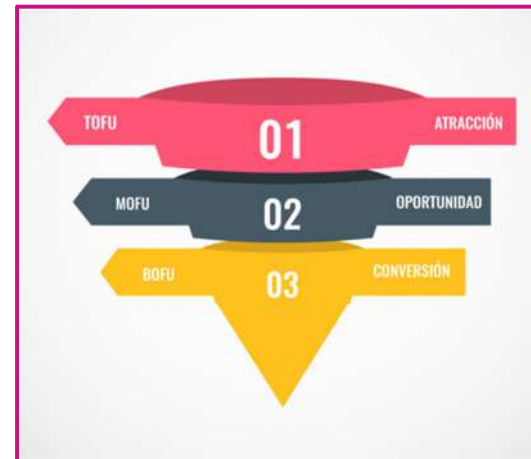 TOFU 01 ATRACCIÓN
MOFU 02 OPORTUNIDAD
BOFU 03 CONVERSIÓN